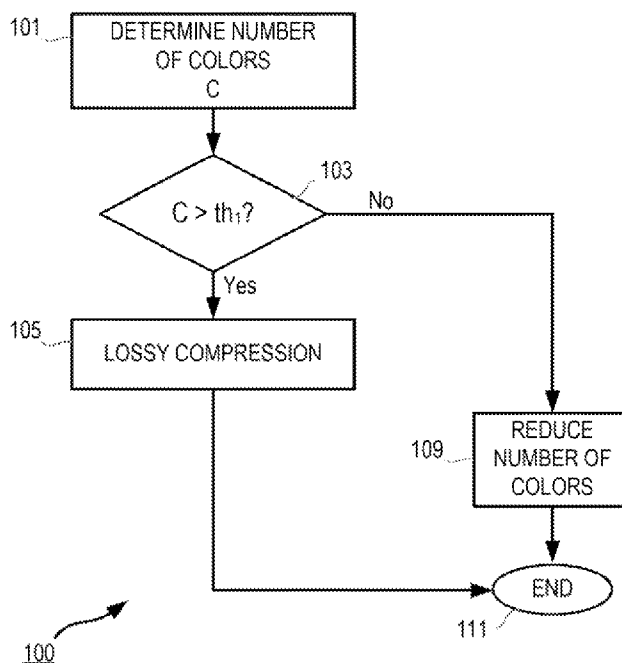 101
DETERMINE NUMBER
OF COLORS
C
103
C > th₁?
No
Yes
105
LOSSY COMPRESSION
109
REDUCE
NUMBER OF
COLORS
END
111
100